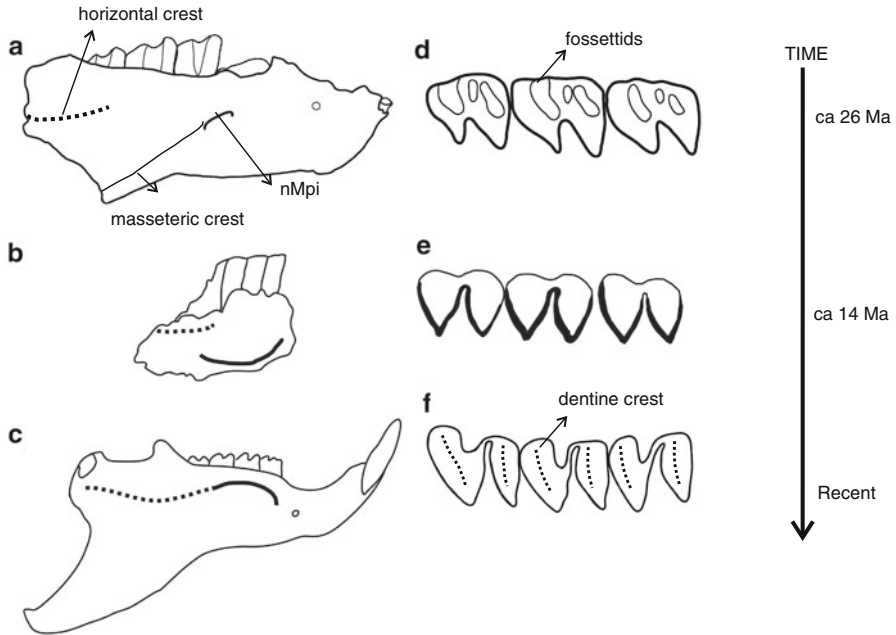 horizontal crest
a
masseteric crest
nMpi
b
c
d
fossettids
e
f
dentine crest
TIME
ca 26 Ma
ca 14 Ma
Recent